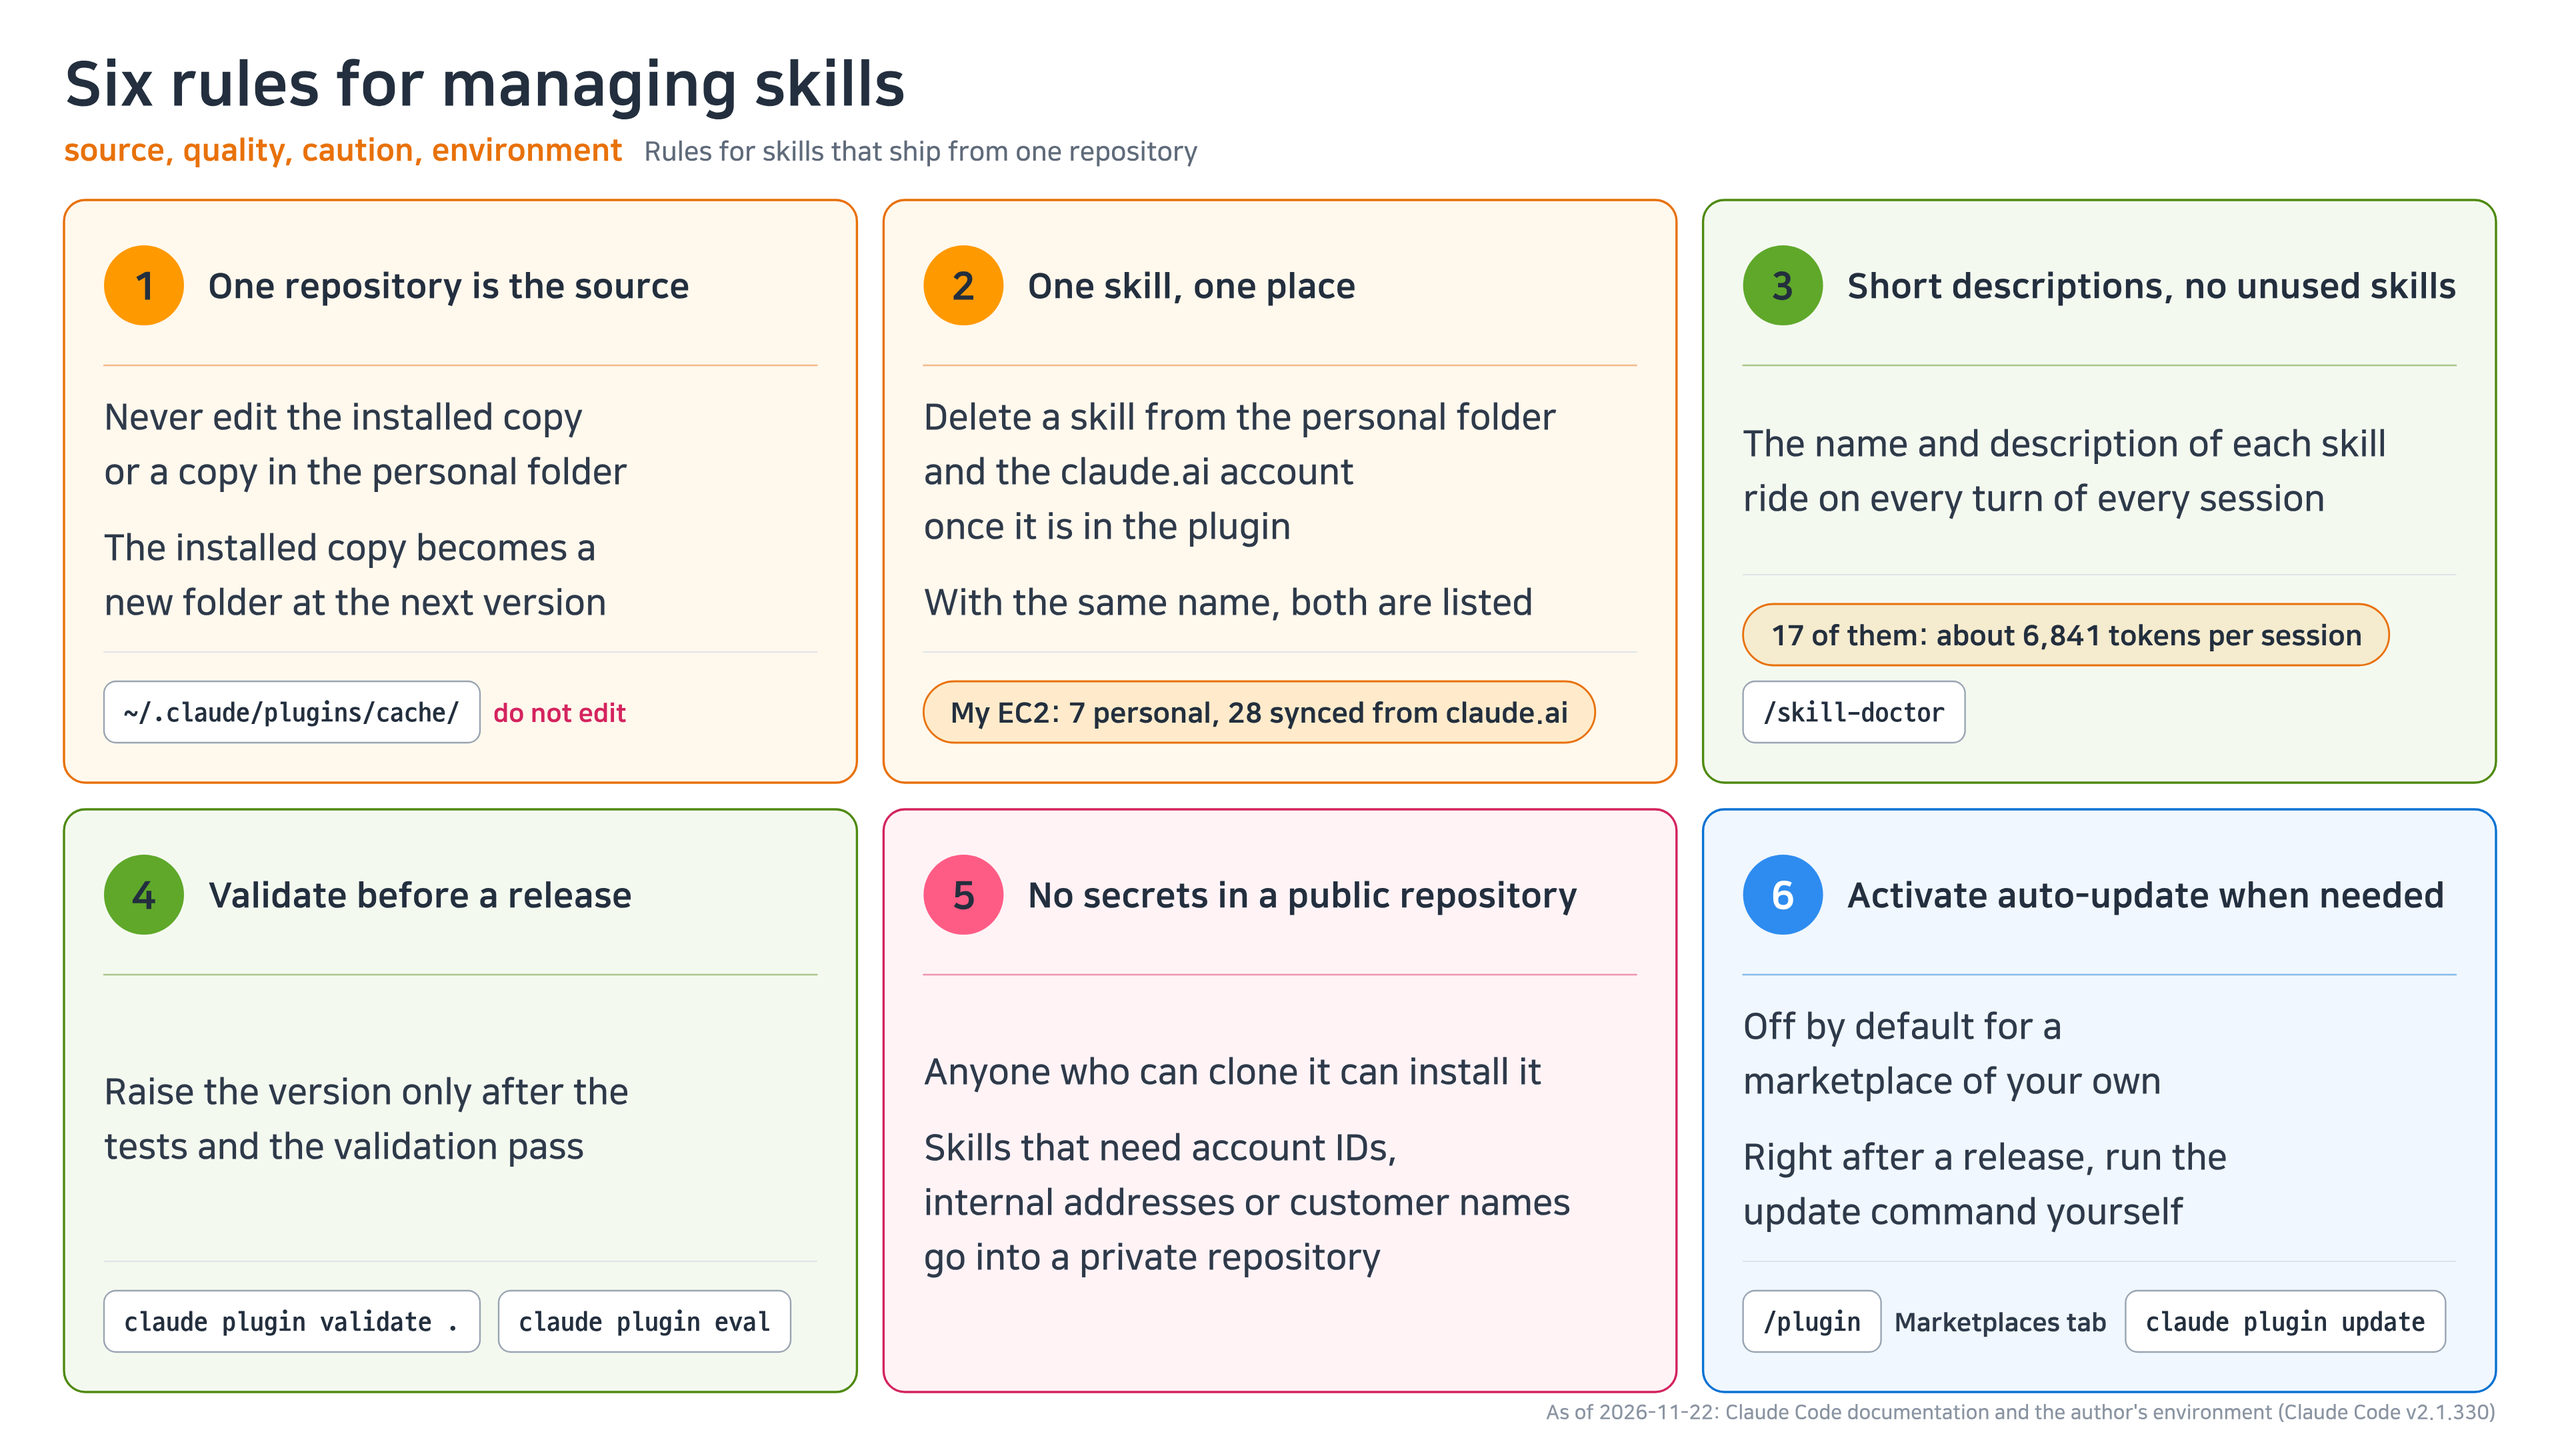 Six rules for managing skills
source, quality, caution, environment Rules for skills that ship from one repository
1 One repository is the source
Never edit the installed copy
or a copy in the personal folder
The installed copy becomes a
new folder at the next version
~/.claude/plugins/cache/ do not edit
2 One skill, one place
Delete a skill from the personal folder
and the claude.ai account
once it is in the plugin
With the same name, both are listed
My EC2: 7 personal, 28 synced from claude.ai
3 Short descriptions, no unused skills
The name and description of each skill
ride on every turn of every session
17 of them: about 6,841 tokens per session
/skill-doctor
4 Validate before a release
Raise the version only after the
tests and the validation pass
claude plugin validate . claude plugin eval
5 No secrets in a public repository
Anyone who can clone it can install it
Skills that need account IDs,
internal addresses or customer names
go into a private repository
6 Activate auto-update when needed
Off by default for a
marketplace of your own
Right after a release, run the
update command yourself
/plugin Marketplaces tab claude plugin update
As of 2026-11-22: Claude Code documentation and the author's environment (Claude Code v2.1.330)